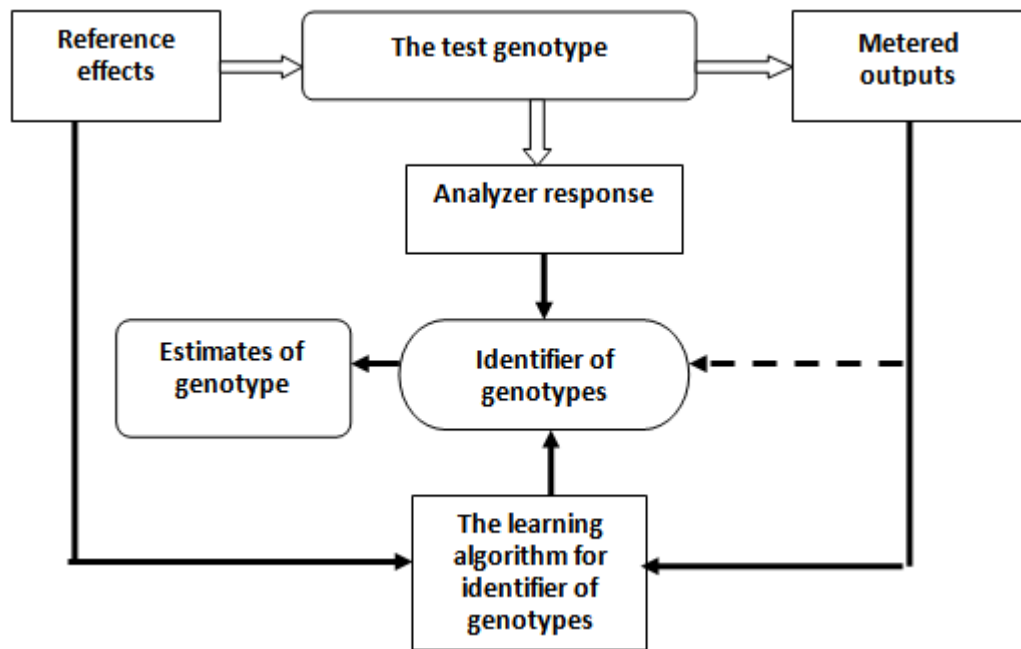 Reference
effects
The test genotype
Metered
outputs
Analyzer response
Estimates of
genotype
Identifier of
genotypes
The learning
algorithm for
identifier of
genotypes